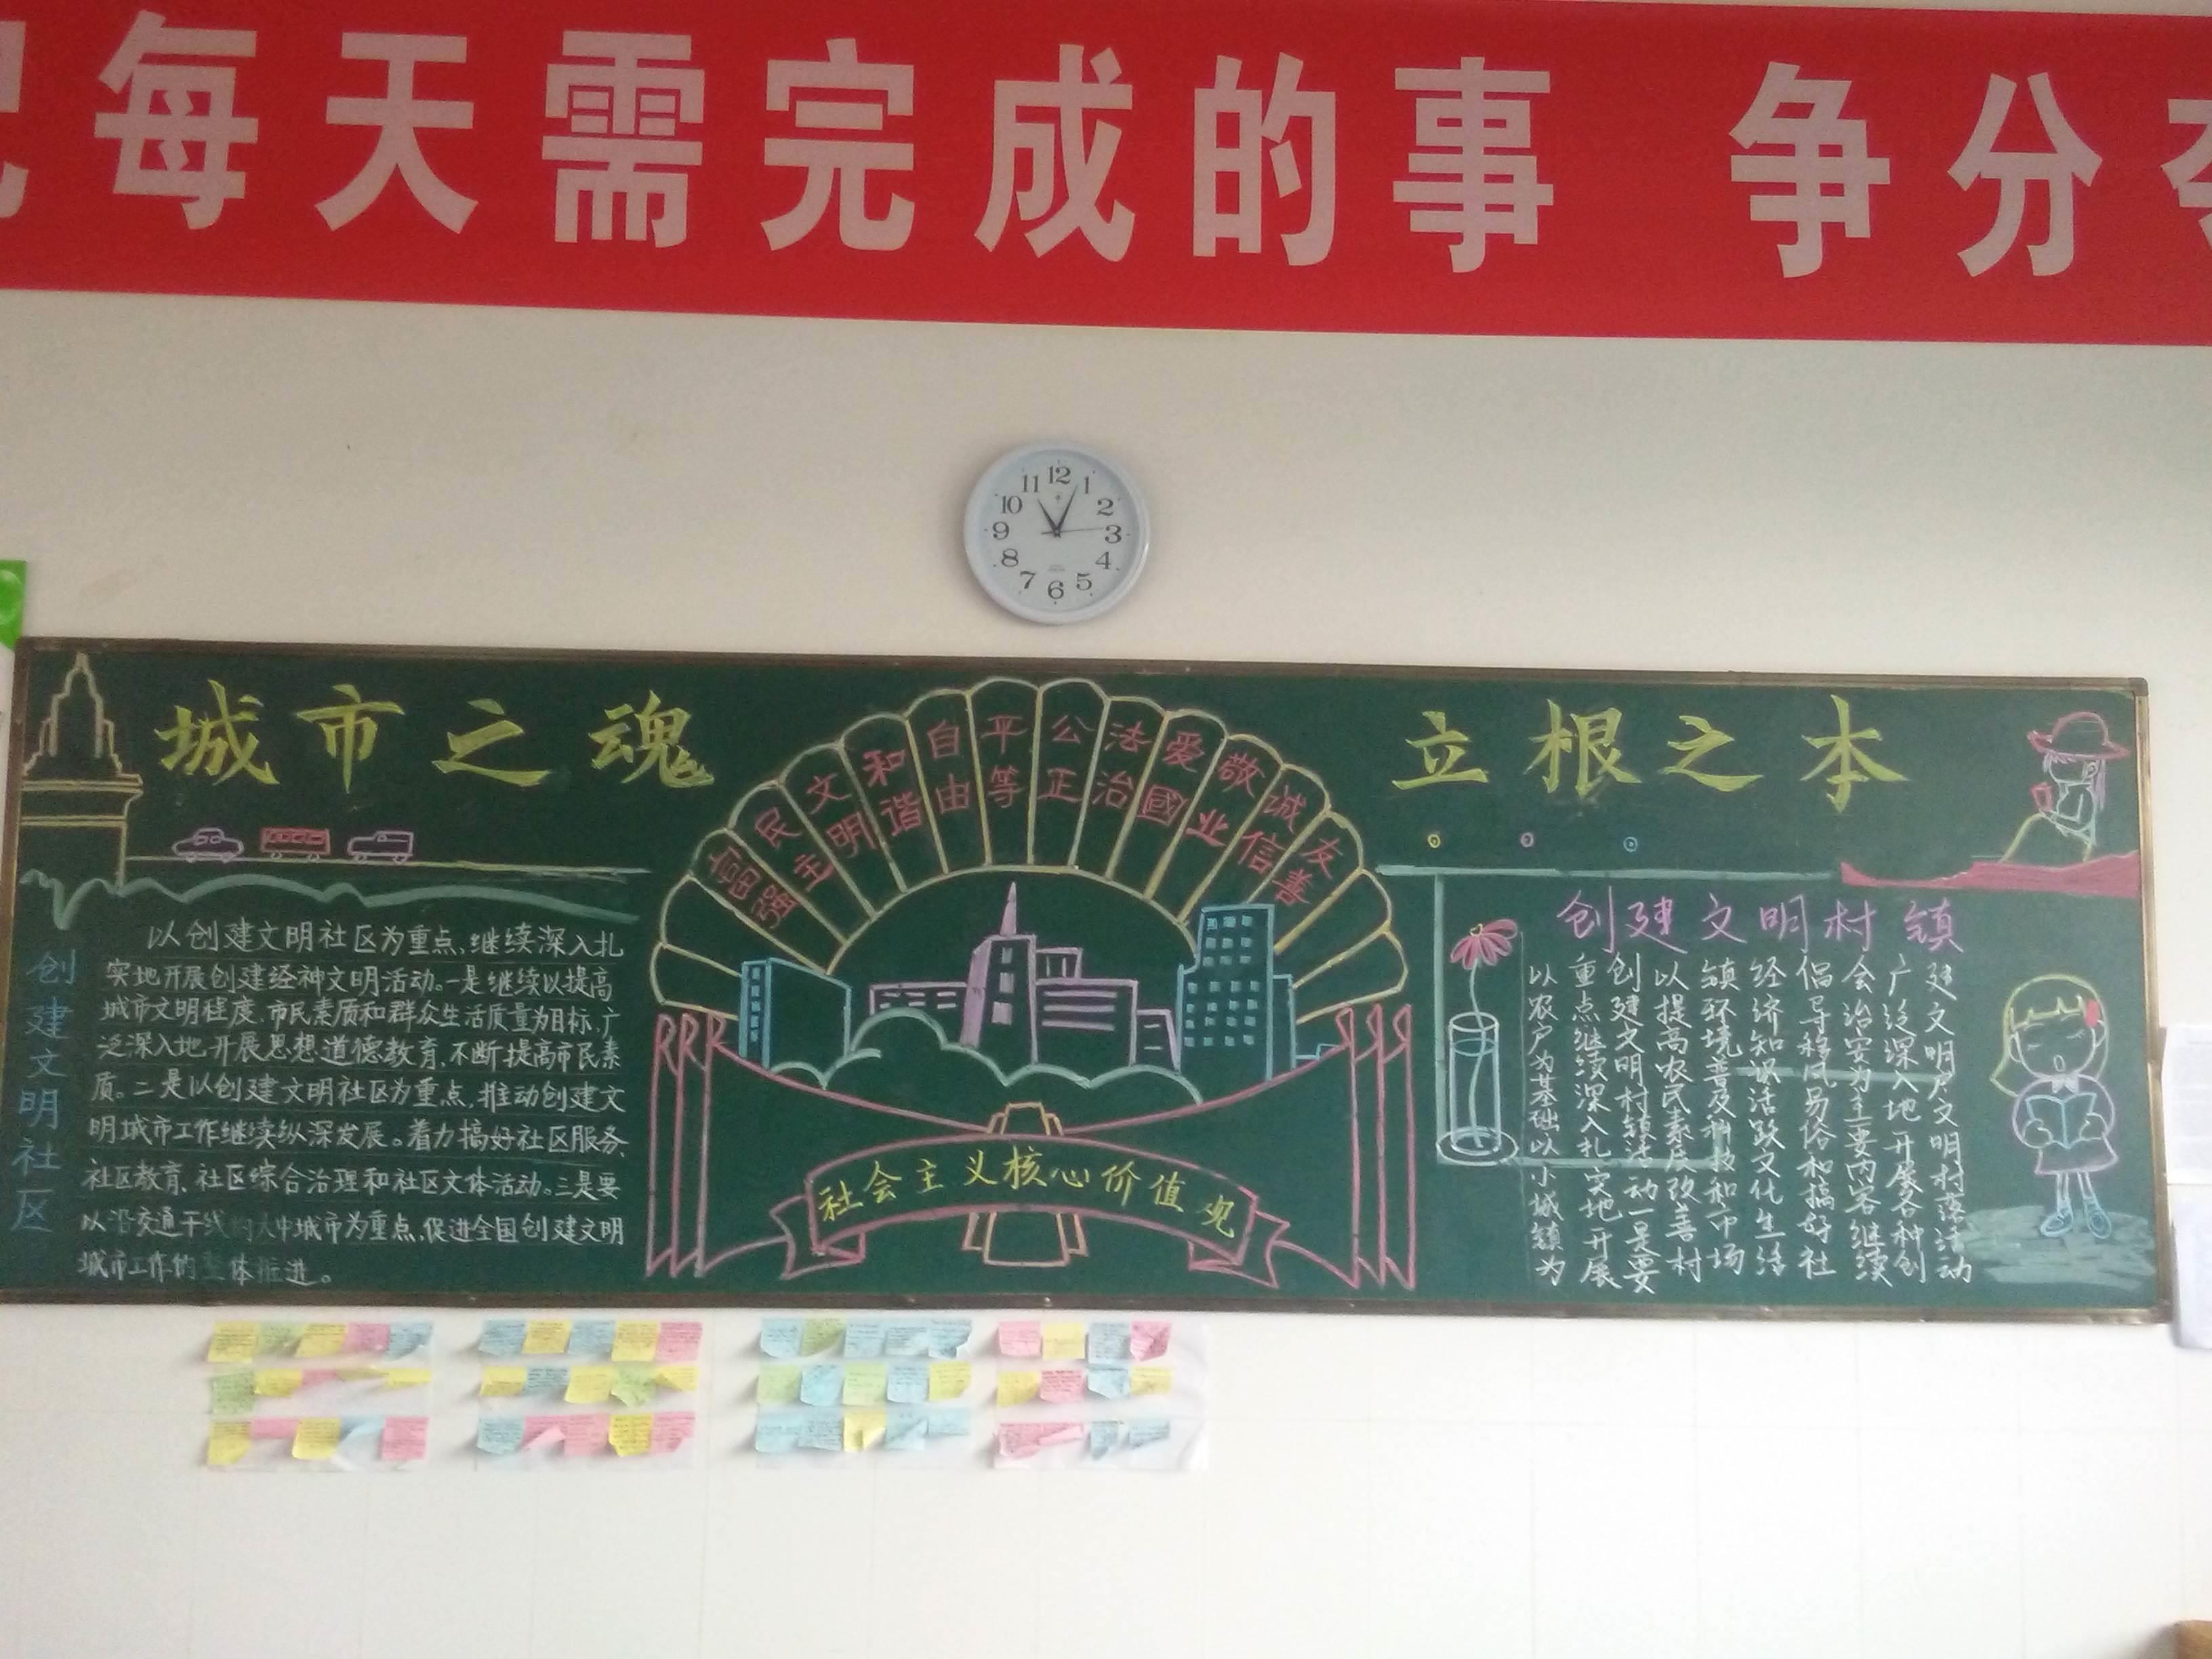 每天需完成的事 争分
12
1
2
3
4
5
6
7
8
9
10
11
城市之魂
立根之本
富强
民主
文明
和谐
自由
平等
公正
法治
爱國
敬业
诚信
友善
社会主义核心价值观
创建文明社区
以创建文明社区为重点,继续深入扎
实地开展创建经神文明活动。一是继续以提高
城市文明程度、市民素质和群众生活质量为目标,广
泛深入地开展思想道德教育,不断提高市民素
质。二是以创建文明社区为重点,推动创建文
明城市工作继续纵深发展。着力搞好社区服务、
社区教育、社区综合治理和社区文体活动。三是要
以沿交通干线的大中城市为重点,促进全国创建文明
城市工作的整体推进。
创建文明村镇
以农户为基础以小城镇为
重点继续深入扎实地开展
创建文明村镇活动一是要
以提高农民素质改善村
镇环境普及科技和市场
经济知识活跃文化生活
倡导移风易俗和搞好社
会治安为主要内容继续
广泛深入地开展各种创
建文明户文明村落活动